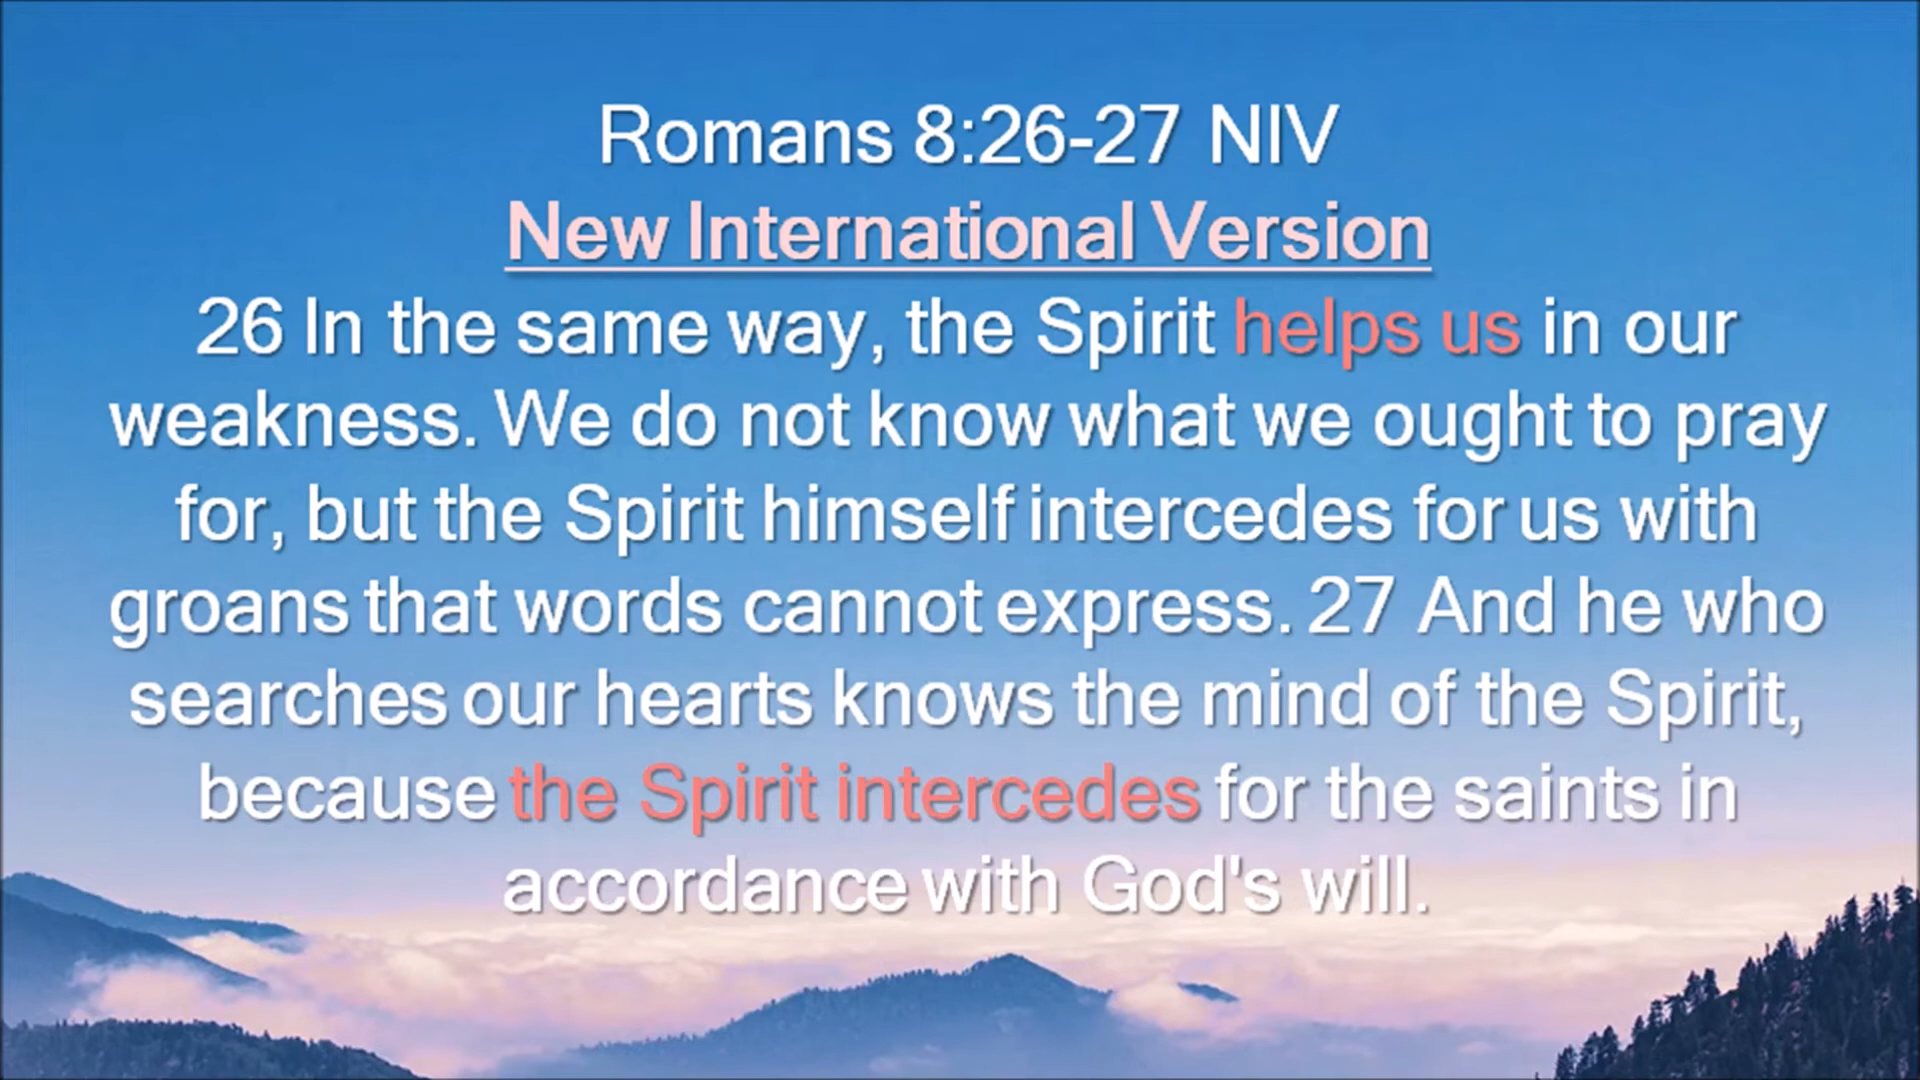 Romans 8:26-27 NIV
New International Version
26 In the same way, the Spirit helps us in our
weakness. We do not know what we ought to pray
for, but the Spirit himself intercedes for us with
groans that words cannot express. 27 And he who
searches our hearts knows the mind of the Spirit,
because the Spirit intercedes for the saints in
accordance with God's will.